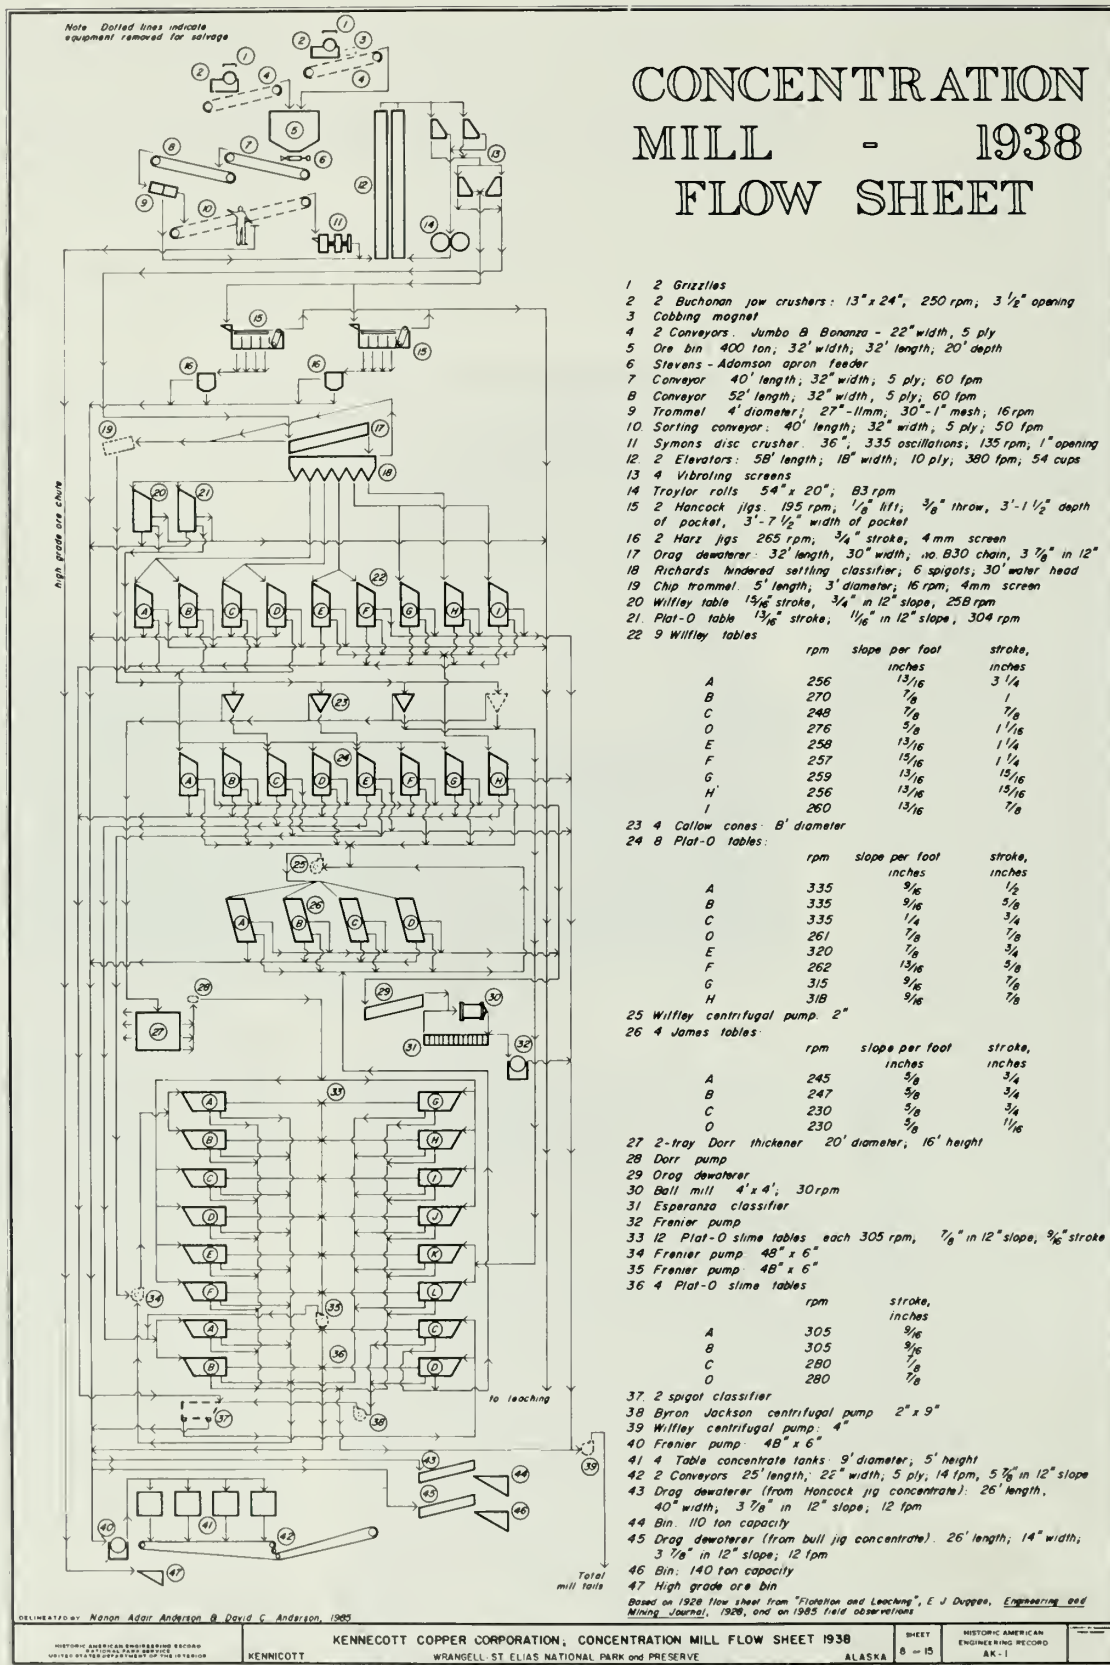 Note Dotted lines indicate
equipment removed for salvage
CONCENTRATION
MILL - 1938
FLOW SHEET
1 2 Grizzlies
2 2 Buchanan jaw crushers: 13" x 24", 250 rpm; 3 1/2" opening
3 Cobbing magnet
4 2 Conveyors. Jumbo & Bonanza - 22" width, 5 ply
5 Ore bin 400 ton; 32' width; 32' length; 20' depth
6 Stevens - Adamson apron feeder
7 Conveyor 40' length; 32" width; 5 ply; 60 fpm
8 Conveyor 52' length; 32" width, 5 ply; 60 fpm
9 Trommel 4' diameter; 27"-11mm; 30"-1" mesh; 16 rpm
10. Sorting conveyor: 40' length; 32" width; 5 ply; 50 fpm
11 Symons disc crusher. 36"; 335 oscillations; 135 rpm; 1" opening
12. 2 Elevators: 58' length; 18" width; 10 ply; 380 fpm; 54 cups
13 4 Vibrating screens
14 Traylor rolls 54" x 20"; 83 rpm
15 2 Hancock jigs. 195 rpm; 1/8" lift; 3/8" throw, 3'-1 1/2" depth
of pocket, 3'-7 1/2" width of pocket
16 2 Harz jigs 265 rpm; 3/4" stroke, 4mm screen
17 Drag dewaterer: 32' length, 30" width; no. 830 chain, 3 7/8" in 12"
18 Richards hindered settling classifier; 6 spigots; 30' water head
19 Chip trommel. 5' length; 3' diameter; 16 rpm; 4mm screen
20 Wilfley table 15/16" stroke, 3/4" in 12" slope, 258 rpm
21. Plat-O table 13/16" stroke; 11/16" in 12" slope, 304 rpm
22 9 Wilfley tables
rpm slope per foot stroke,
inches inches
A 256 13/16 3 1/4
B 270 7/8 1
C 248 7/8 7/8
D 276 5/8 1 1/16
E 258 13/16 1 1/4
F 257 15/16 1 1/4
G 259 13/16 15/16
H 256 13/16 15/16
I 260 13/16 7/8
23 4 Callow cones 8' diameter
24 8 Plat-O tables:
rpm slope per foot stroke,
inches inches
A 335 9/16 1/2
B 335 9/16 5/8
C 335 1/4 3/4
D 261 7/8 7/8
E 320 7/8 3/4
F 262 13/16 5/8
G 315 9/16 7/8
H 318 9/16 7/8
25 Wilfley centrifugal pump. 2"
26 4 James tables
rpm slope per foot stroke,
inches inches
A 245 5/8 3/4
B 247 5/8 3/4
C 230 5/8 3/4
D 230 5/8 11/16
27 2-tray Dorr thickener 20' diameter; 16' height
28 Dorr pump
29 Drag dewaterer
30 Ball mill 4' x 4'; 30 rpm
31 Esperanza classifier
32 Frenier pump
33 12 Plat-O slime tables each 305 rpm, 7/8" in 12" slope; 9/16" stroke
34 Frenier pump 48" x 6"
35 Frenier pump 48" x 6"
36 4 Plat-O slime tables
rpm stroke,
inches
A 305 9/16
B 305 9/16
C 280 7/8
D 280 7/8
37. 2 spigot classifier
38 Byron Jackson centrifugal pump 2" x 9"
39 Wilfley centrifugal pump: 4"
40 Frenier pump 48" x 6"
41 4 Table concentrate tanks 9' diameter; 5' height
42 2 Conveyors 25' length; 22" width; 5 ply; 14 fpm, 5 7/8" in 12" slope
43 Drag dewaterer (from Hancock jig concentrate): 26' length,
40" width; 3 7/8" in 12" slope; 12 fpm
44 Bin. 110 ton capacity
45 Drag dewaterer (from bull jig concentrate). 26' length; 14" width;
3 7/8" in 12" slope; 12 fpm
46 Bin; 140 ton capacity
47 High grade ore bin
Based on 1928 flow sheet from "Flotation and Leaching", E J Duggan, Engineering and
Mining Journal, 1928, and on 1985 field observations
high grade ore chute
to leaching
Total
mill tails
DELINEATED BY Nanon Adair Anderson & David C Anderson, 1985
HISTORIC AMERICAN ENGINEERING RECORD
NATIONAL PARK SERVICE
UNITED STATES DEPARTMENT OF THE INTERIOR
KENNICOTT
KENNECOTT COPPER CORPORATION, CONCENTRATION MILL FLOW SHEET 1938
WRANGELL-ST ELIAS NATIONAL PARK and PRESERVE
ALASKA
SHEET
8 - 15
HISTORIC AMERICAN
ENGINEERING RECORD
AK-1